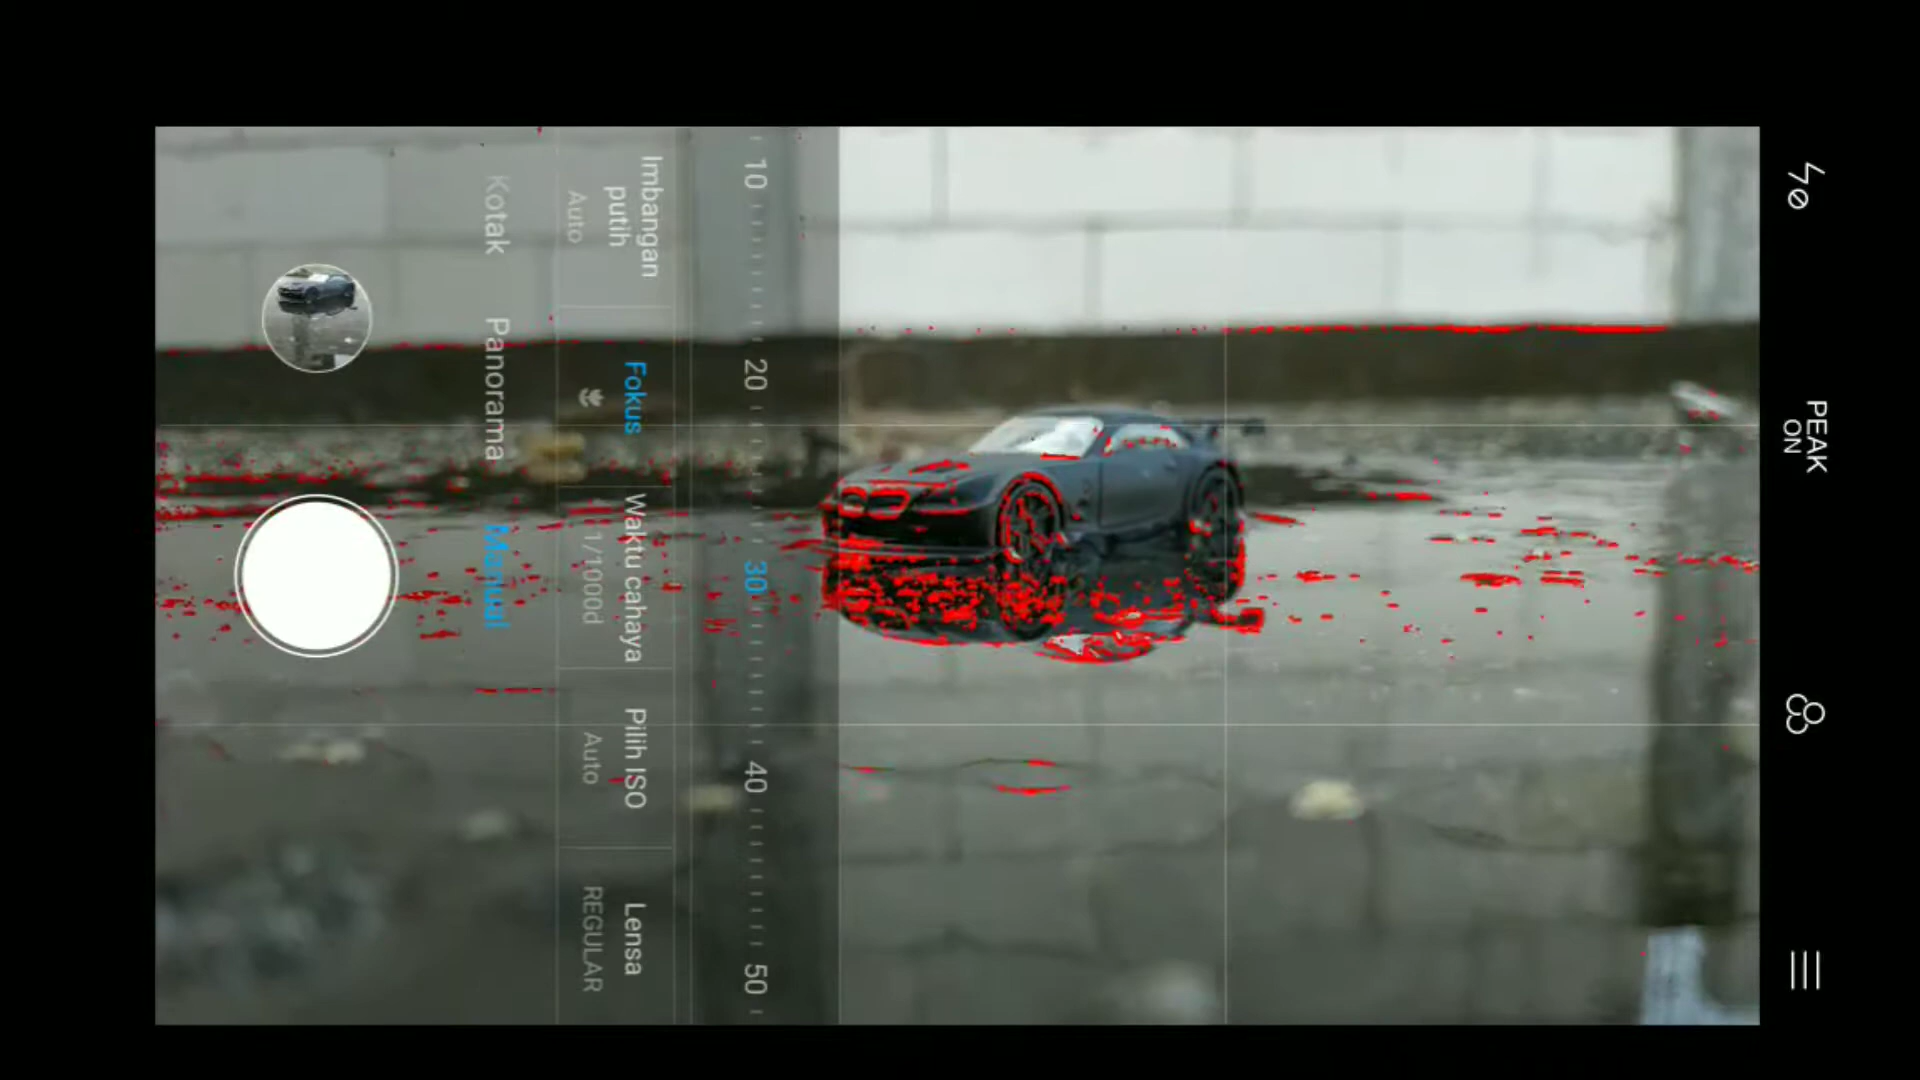 PEAK
ON
10
20
30
40
50
Imbangan
putih
Auto
Fokus
Waktu cahaya
1/1000d
Pilih ISO
Auto
Lensa
REGULAR
Kotak
Panorama
Manual